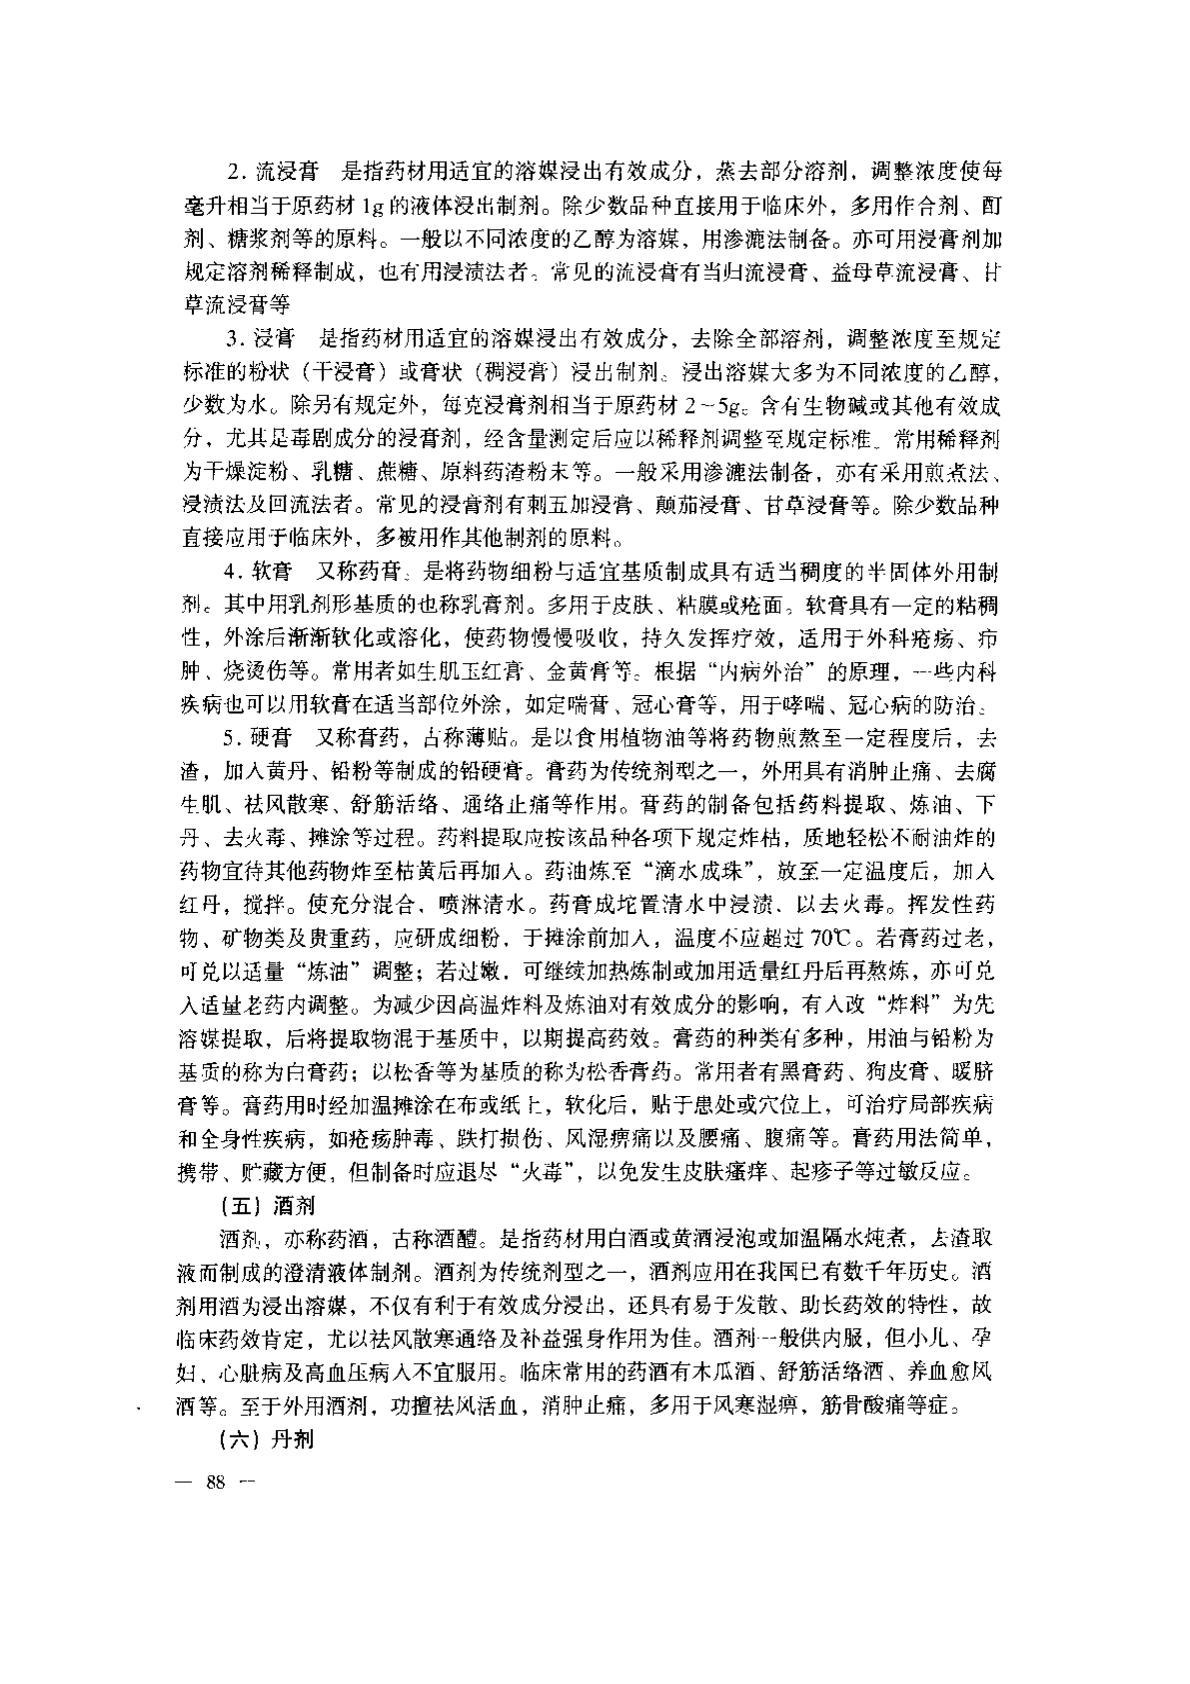 2. 流浸膏　是指药材用适宜的溶媒浸出有效成分，蒸去部分溶剂，调整浓度使每
毫升相当于原药材 1g 的液体浸出制剂。除少数品种直接用于临床外，多用作合剂、酊
剂、糖浆剂等的原料。一般以不同浓度的乙醇为溶媒，用渗漉法制备。亦可用浸膏剂加
规定溶剂稀释制成，也有用浸渍法者。常见的流浸膏有当归流浸膏、益母草流浸膏、甘
草流浸膏等
3. 浸膏　是指药材用适宜的溶媒浸出有效成分，去除全部溶剂，调整浓度至规定
标准的粉状（干浸膏）或膏状（稠浸膏）浸出制剂。浸出溶媒大多为不同浓度的乙醇，
少数为水。除另有规定外，每克浸膏剂相当于原药材 2～5g。含有生物碱或其他有效成
分，尤其是毒剧成分的浸膏剂，经含量测定后应以稀释剂调整至规定标准。常用稀释剂
为干燥淀粉、乳糖、蔗糖、原料药渣粉末等。一般采用渗漉法制备，亦有采用煎煮法、
浸渍法及回流法者。常见的浸膏剂有刺五加浸膏、颠茄浸膏、甘草浸膏等。除少数品种
直接应用于临床外，多被用作其他制剂的原料。
4. 软膏　又称药膏。是将药物细粉与适宜基质制成具有适当稠度的半固体外用制
剂。其中用乳剂形基质的也称乳膏剂。多用于皮肤、粘膜或疮面。软膏具有一定的粘稠
性，外涂后渐渐软化或溶化，使药物慢慢吸收，持久发挥疗效，适用于外科疮疡、疖
肿、烧烫伤等。常用者如生肌玉红膏、金黄膏等。根据“内病外治”的原理，一些内科
疾病也可以用软膏在适当部位外涂，如定喘膏、冠心膏等，用于哮喘、冠心病的防治。
5. 硬膏　又称膏药，古称薄贴。是以食用植物油等将药物煎熬至一定程度后，去
渣，加入黄丹、铅粉等制成的铅硬膏。膏药为传统剂型之一，外用具有消肿止痛、去腐
生肌、祛风散寒、舒筋活络、通络止痛等作用。膏药的制备包括药料提取、炼油、下
丹、去火毒、摊涂等过程。药料提取应按该品种各项下规定炸枯，质地轻松不耐油炸的
药物宜待其他药物炸至枯黄后再加入。药油炼至“滴水成珠”，放至一定温度后，加入
红丹，搅拌。使充分混合、喷淋清水。药膏成坨置清水中浸渍、以去火毒。挥发性药
物、矿物类及贵重药，应研成细粉，于摊涂前加入，温度不应超过 70℃。若膏药过老，
可兑以适量“炼油”调整；若过嫩，可继续加热炼制或加用适量红丹后再熬炼，亦可兑
入适量老药内调整。为减少因高温炸料及炼油对有效成分的影响，有人改“炸料”为先
溶媒提取，后将提取物混于基质中，以期提高药效。膏药的种类有多种，用油与铅粉为
基质的称为白膏药；以松香等为基质的称为松香膏药。常用者有黑膏药、狗皮膏、暖脐
膏等。膏药用时经加温摊涂在布或纸上，软化后，贴于患处或穴位上，可治疗局部疾病
和全身性疾病，如疮疡肿毒、跌打损伤、风湿痹痛以及腰痛、腹痛等。膏药用法简单，
携带、贮藏方便，但制备时应退尽“火毒”，以免发生皮肤瘙痒、起疹子等过敏反应。
（五）酒剂
酒剂，亦称药酒，古称酒醴。是指药材用白酒或黄酒浸泡或加温隔水炖煮，去渣取
液而制成的澄清液体制剂。酒剂为传统剂型之一，酒剂应用在我国已有数千年历史。酒
剂用酒为浸出溶媒，不仅有利于有效成分浸出，还具有易于发散、助长药效的特性，故
临床药效肯定，尤以祛风散寒通络及补益强身作用为佳。酒剂一般供内服，但小儿、孕
妇、心脏病及高血压病人不宜服用。临床常用的药酒有木瓜酒、舒筋活络酒、养血愈风
酒等。至于外用酒剂，功擅祛风活血，消肿止痛，多用于风寒湿痹，筋骨酸痛等症。
（六）丹剂
— 88 —